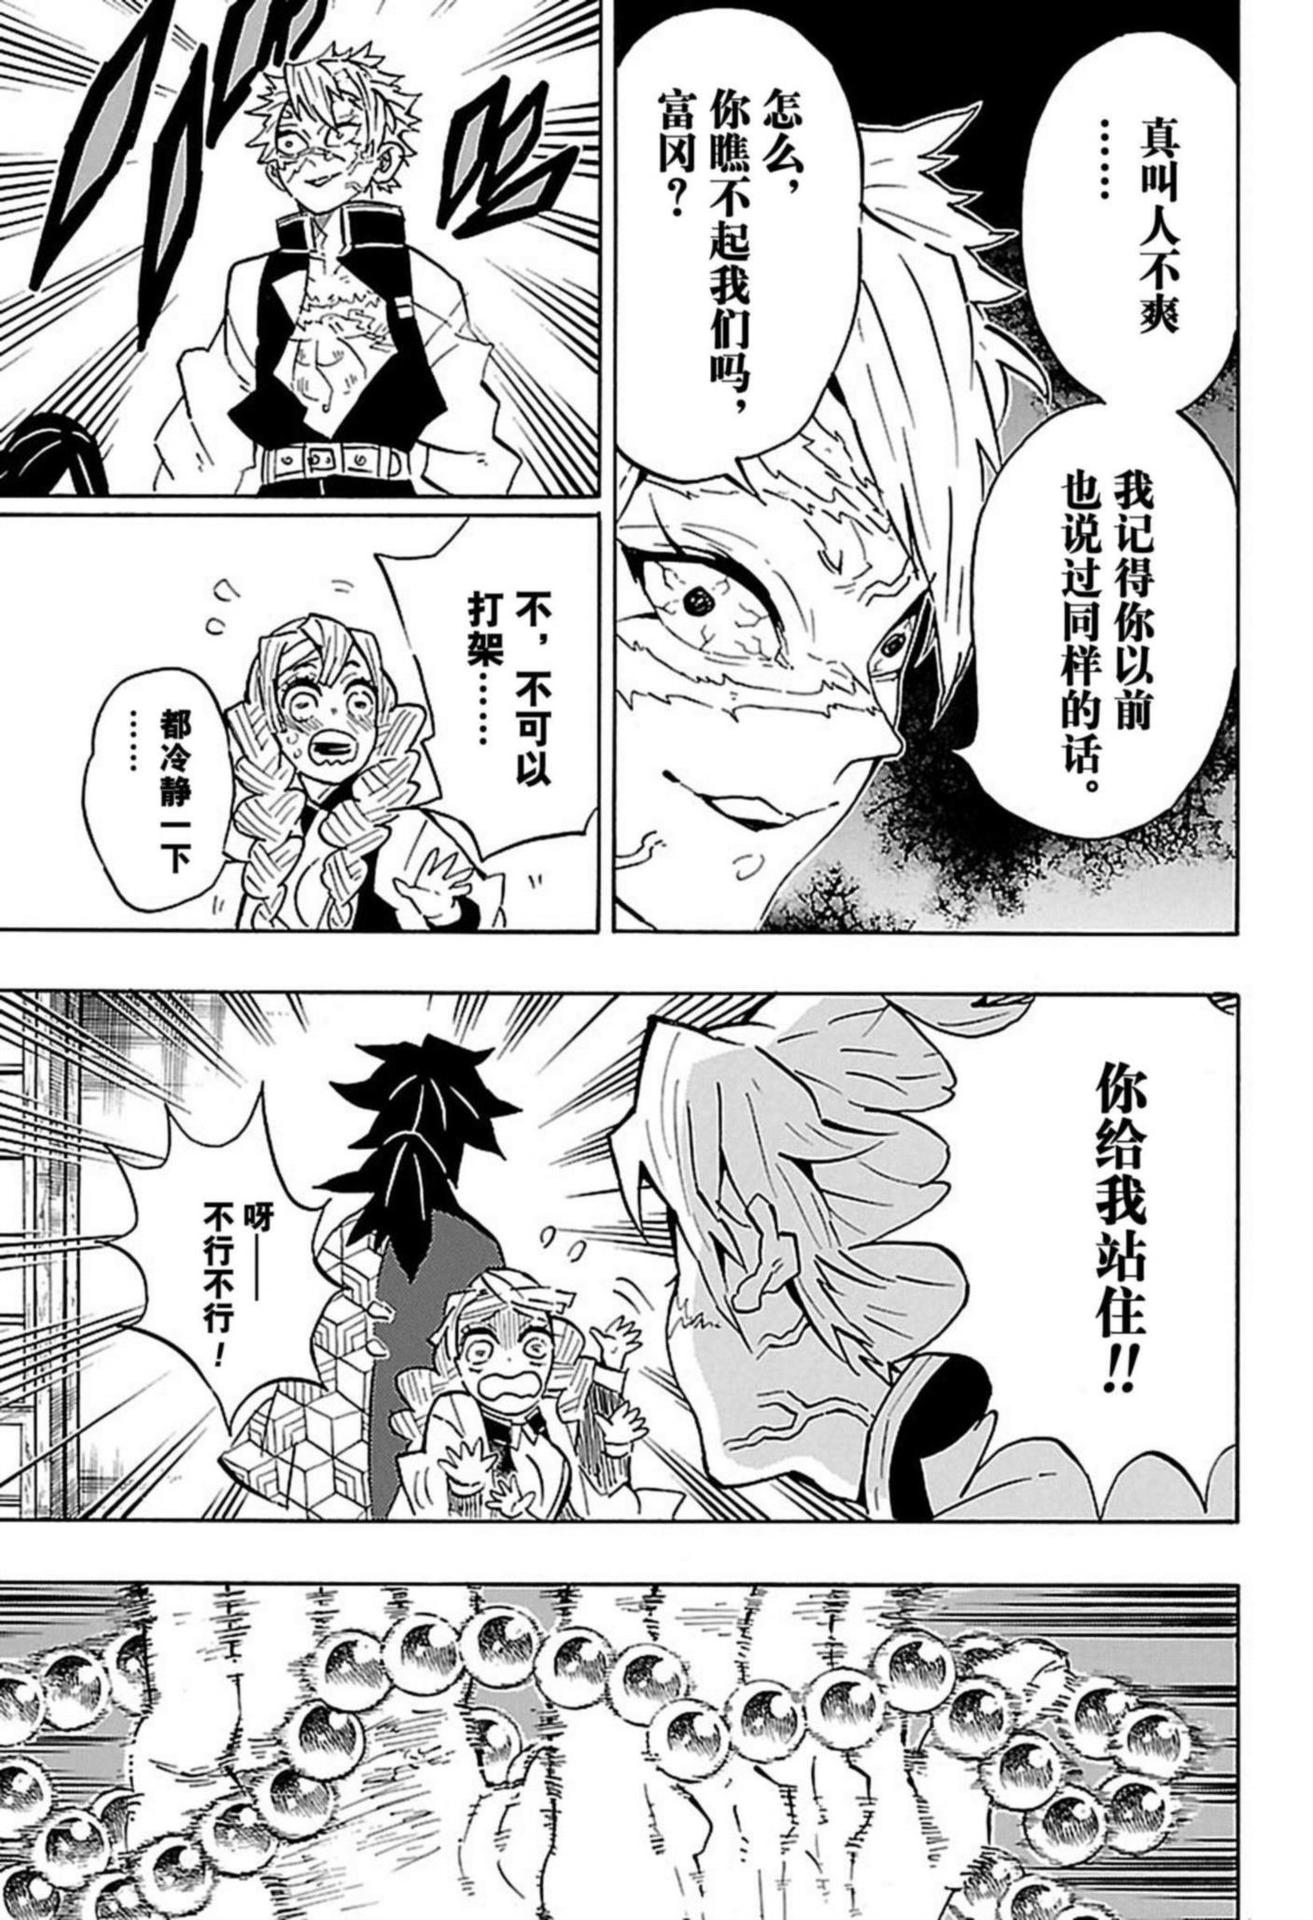 真叫人不爽
……
我记得你以前
也说过同样的话。
怎么，
你瞧不起我们吗，
富冈？
不，不可以
打架……
都冷静一下
……
你给我站住!!
呀——
不行不行！